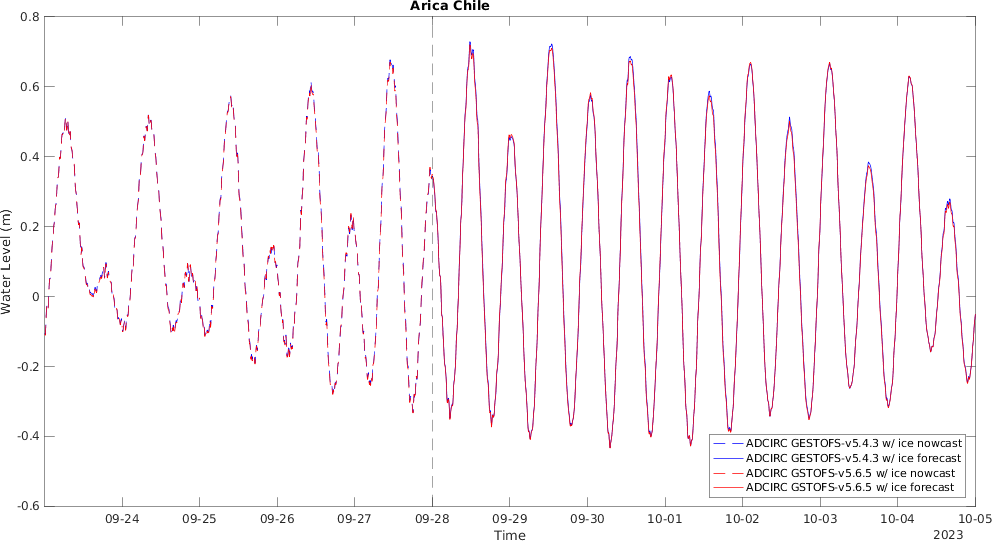 Arica Chile
0.8
0.6
0.4
0.2
0
-0.2
-0.4
-0.6
Water Level (m)
09-24 09-25 09-26 09-27 09-28 09-29 09-30 10-01 10-02 10-03 10-04 10-05
Time
2023
ADCIRC GESTOFS-v5.4.3 w/ ice nowcast
ADCIRC GESTOFS-v5.4.3 w/ ice forecast
ADCIRC GSTOFS-v5.6.5 w/ ice nowcast
ADCIRC GSTOFS-v5.6.5 w/ ice forecast